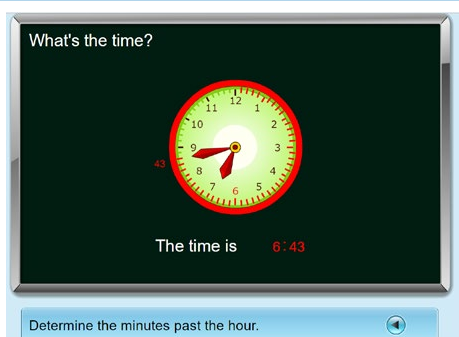 What's the time?
12
11 1
10 2
9 3
43
8 4
7 5
6
The time is 6:43
Determine the minutes past the hour.